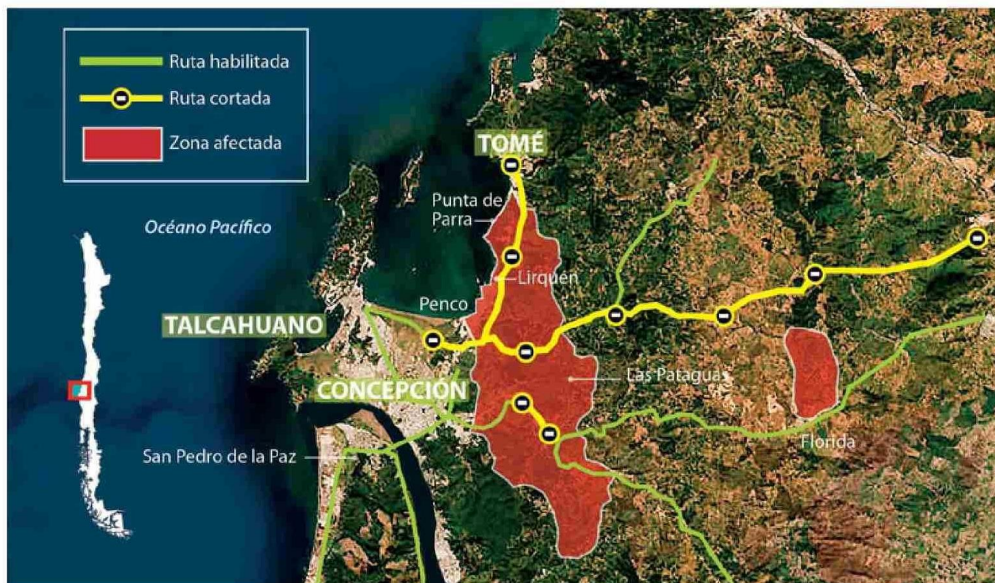 Ruta habilitada
Ruta cortada
Zona afectada
TOMÉ
Punta de
Parra
Océano Pacífico
Lirquén
Penco
TALCAHUANO
Las Pataguas
CONCEPCIÓN
Florida
San Pedro de la Paz